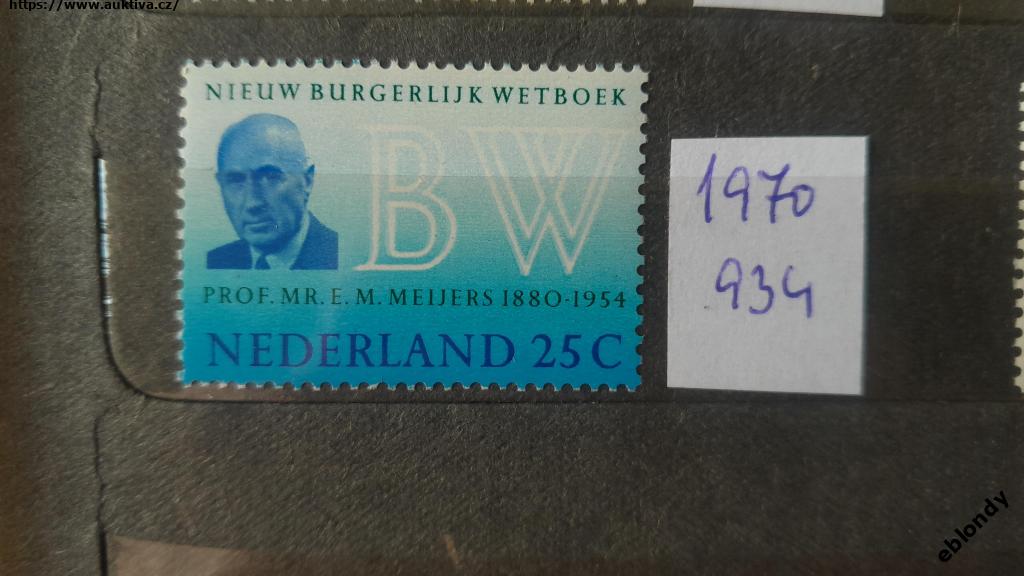 https://www.auktiva.cz/
NIEUW BURGERLIJK WETBOEK
BW
PROF. MR. E. M. MEIJERS 1880-1954
NEDERLAND 25C
1970
934
eblondy